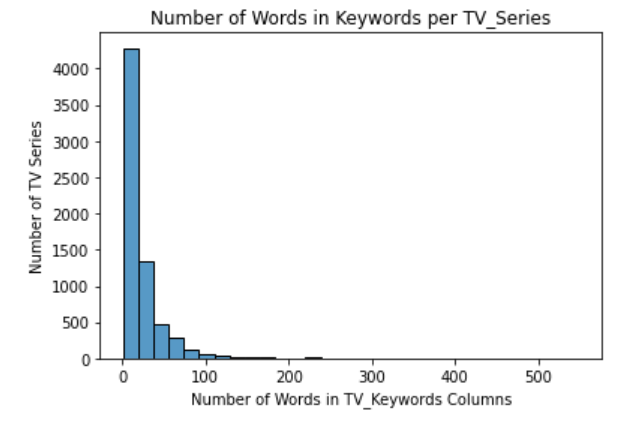 Number of Words in Keywords per TV_Series
Number of TV Series
4000
3500
3000
2500
2000
1500
1000
500
0
0 100 200 300 400 500
Number of Words in TV_Keywords Columns